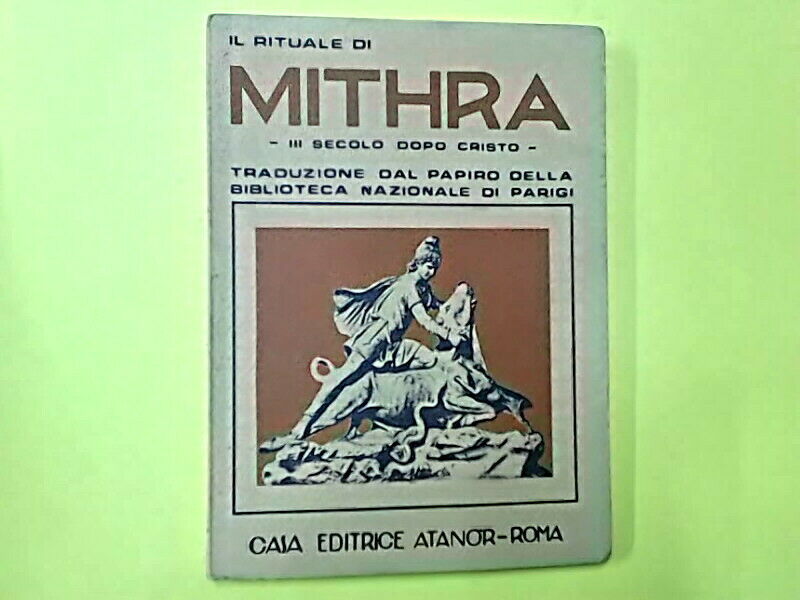 IL RITUALE DI
MITHRA
- III SECOLO DOPO CRISTO -
TRADUZIONE DAL PAPIRO DELLA
BIBLIOTECA NAZIONALE DI PARIGI
CASA EDITRICE ATANÒR-ROMA